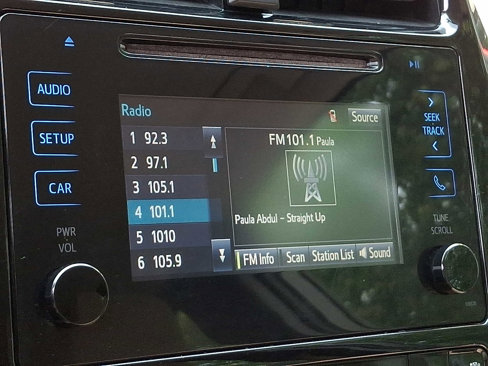 AUDIO
SETUP
CAR
PWR
VOL
Radio
Source
1 92.3
2 97.1
3 105.1
4 101.1
5 1010
6 105.9
FM101.1 Paula
Paula Abdul - Straight Up
FM Info
Scan
Station List
Sound
SEEK
TRACK
TUNE
SCROLL